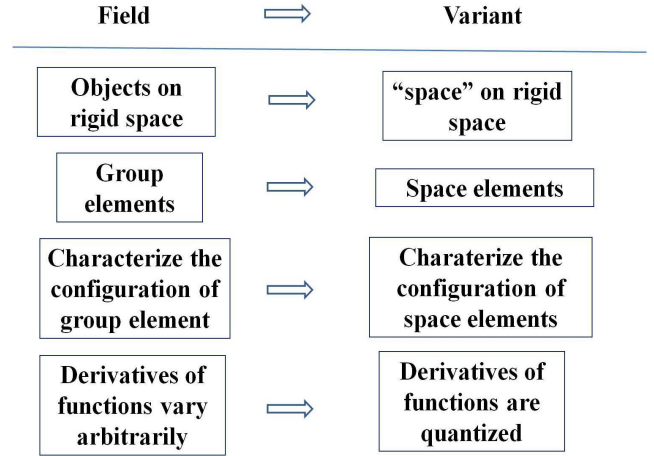 Field
Variant
Objects on
rigid space
“space” on rigid
space
Group
elements
Space elements
Characterize the
configuration of
group element
Charaterize the
configuration of
space elements
Derivatives of
functions vary
arbitrarily
Derivatives of
functions are
quantized